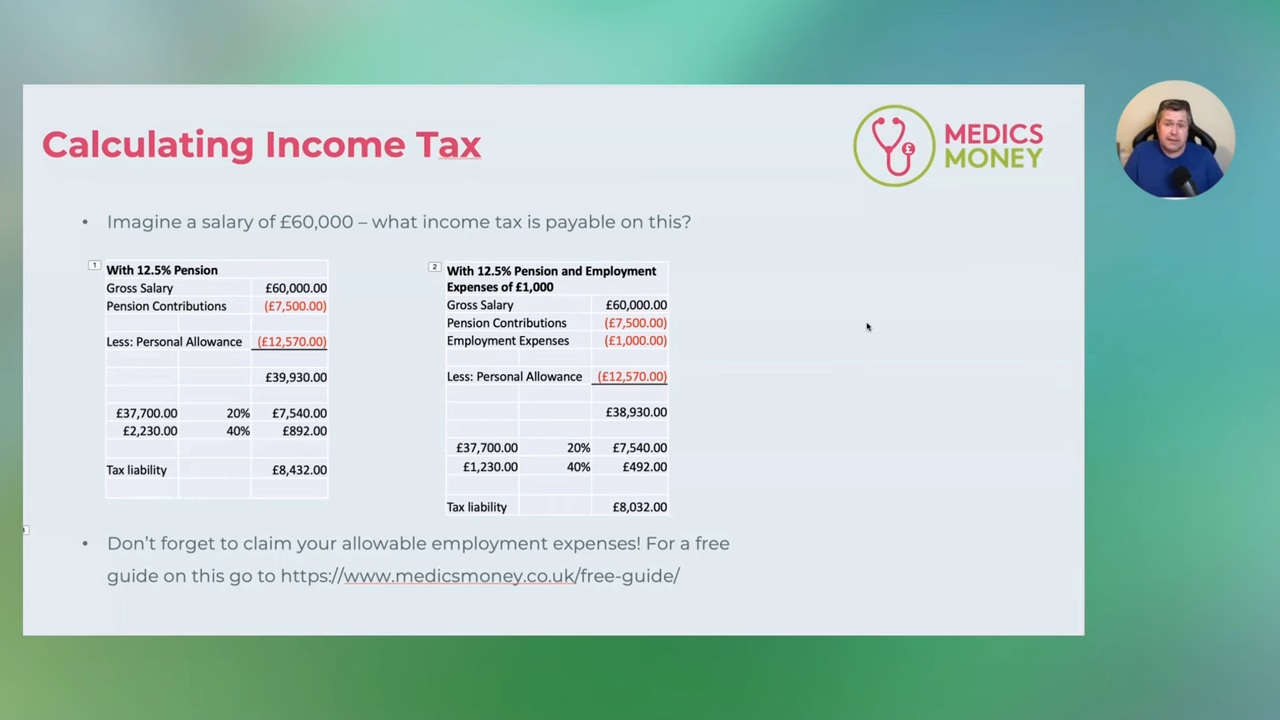 Calculating Income Tax
MEDICS
MONEY
£
• Imagine a salary of £60,000 – what income tax is payable on this?
1
With 12.5% Pension
Gross Salary £60,000.00
Pension Contributions (£7,500.00)
Less: Personal Allowance (£12,570.00)
£39,930.00
£37,700.00 20% £7,540.00
£2,230.00 40% £892.00
Tax liability £8,432.00
2
With 12.5% Pension and Employment
Expenses of £1,000
Gross Salary £60,000.00
Pension Contributions (£7,500.00)
Employment Expenses (£1,000.00)
Less: Personal Allowance (£12,570.00)
£38,930.00
£37,700.00 20% £7,540.00
£1,230.00 40% £492.00
Tax liability £8,032.00
• Don’t forget to claim your allowable employment expenses! For a free
guide on this go to https://www.medicsmoney.co.uk/free-guide/